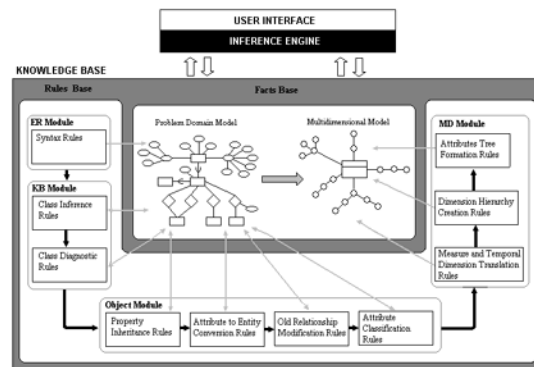 USER INTERFACE
INFERENCE ENGINE
KNOWLEDGE BASE
Rules Base
Facts Base
ER Module
Syntax Rules
KB Module
Class Inference
Rules
Class Diagnostic
Rules
Problem Domain Model
Multidimensional Model
MD Module
Attributes Tree
Formation Rules
Dimension Hierarchy
Creation Rules
Measure and Temporal
Dimension Translation
Rules
Object Module
Property
Inheritance Rules
Attribute to Entity
Conversion Rules
Old Relationship
Modification Rules
Attribute
Classification
Rules